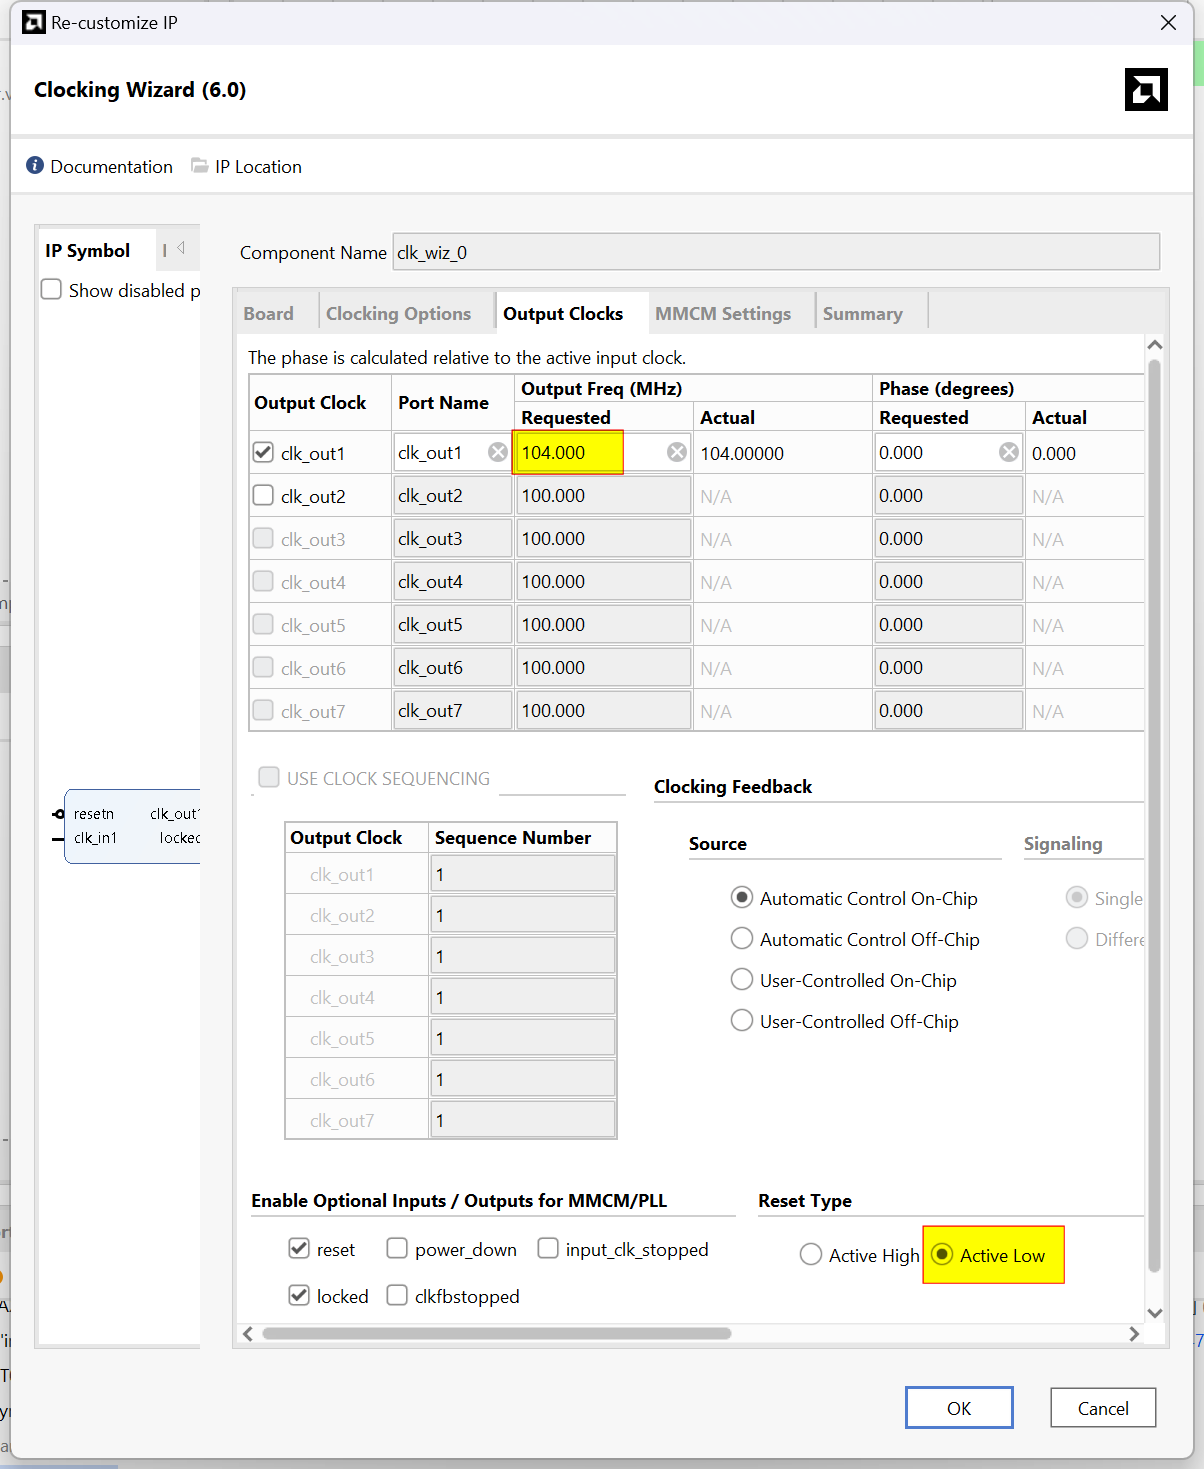 Re-customize IP
Clocking Wizard (6.0)
Documentation IP Location
IP Symbol
Show disabled p
Component Name clk_wiz_0
Board Clocking Options Output Clocks MMCM Settings Summary
The phase is calculated relative to the active input clock.
Output Clock Port Name Output Freq (MHz) Phase (degrees)
Requested Actual Requested Actual
clk_out1 clk_out1 104.000 104.00000 0.000 0.000
clk_out2 clk_out2 100.000 N/A 0.000 N/A
clk_out3 clk_out3 100.000 N/A 0.000 N/A
clk_out4 clk_out4 100.000 N/A 0.000 N/A
clk_out5 clk_out5 100.000 N/A 0.000 N/A
clk_out6 clk_out6 100.000 N/A 0.000 N/A
clk_out7 clk_out7 100.000 N/A 0.000 N/A
resetn clk_out1
clk_in1 locked
USE CLOCK SEQUENCING
Output Clock Sequence Number
clk_out1 1
clk_out2 1
clk_out3 1
clk_out4 1
clk_out5 1
clk_out6 1
clk_out7 1
Clocking Feedback
Source Signaling
Automatic Control On-Chip Single
Automatic Control Off-Chip Differe
User-Controlled On-Chip
User-Controlled Off-Chip
Enable Optional Inputs / Outputs for MMCM/PLL
reset power_down input_clk_stopped
locked clkfbstopped
Reset Type
Active High Active Low
OK Cancel